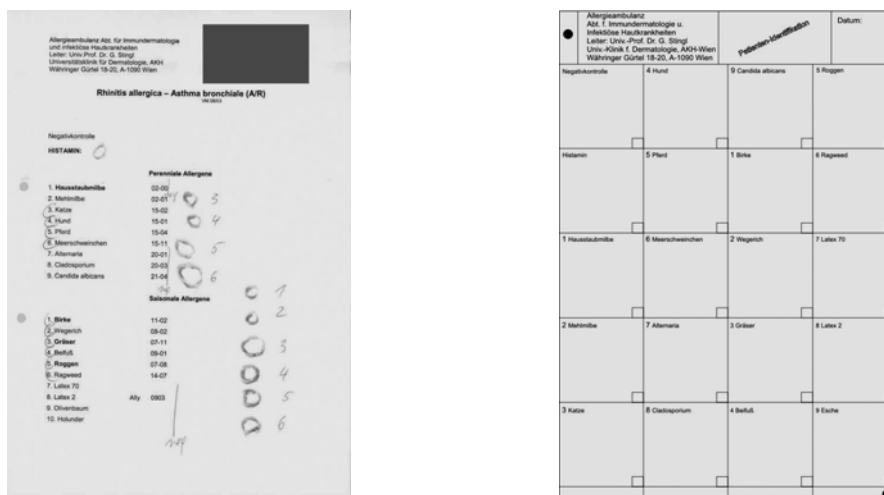 Allergieambulanz Abt. für Immundermatologie
und infektiöse Hautkrankheiten
Leiter: Univ.Prof. Dr. G. Stingl
Universitätsklinik für Dermatologie, AKH
Währinger Gürtel 18-20, A-1090 Wien
Rhinitis allergica – Asthma bronchiale (A/R)
VM 08/03
Negativkontrolle
HISTAMIN:
Perenniale Allergene
1. Hausstaubmilbe 02-00
2. Mehlmilbe 02-01 neg
3. Katze 15-02 3
4. Hund 15-01 4
5. Pferd 15-04
6. Meerschweinchen 15-11 5
7. Alternaria 20-01
8. Cladosporium 20-03 6
9. Candida albicans 21-04
neg
1
Saisonale Allergene
2
1. Birke 11-02
2. Wegerich 08-02
3. Gräser 07-11 3
4. Beifuß 09-01
5. Roggen 07-08
6. Ragweed 14-07 4
7. Latex 70
8. Latex 2 Ally 0903 5
9. Olivenbaum
10. Holunder 6
neg
Allergieambulanz
Abt. f. Immundermatologie u.
Infektiöse Hautkrankheiten
Leiter: Univ.-Prof. Dr. G. Stingl
Univ.-Klinik f. Dermatologie, AKH-Wien
Währinger Gürtel 18-20, A-1090 Wien
Patienten-Identifikation
Datum:
Negativkontrolle 4 Hund 9 Candida albicans 5 Roggen
Histamin 5 Pferd 1 Birke 6 Ragweed
1 Hausstaubmilbe 6 Meerschweinchen 2 Wegerich 7 Latex 70
2 Mehlmilbe 7 Alternaria 3 Gräser 8 Latex 2
3 Katze 8 Cladosporium 4 Beifuß 9 Esche